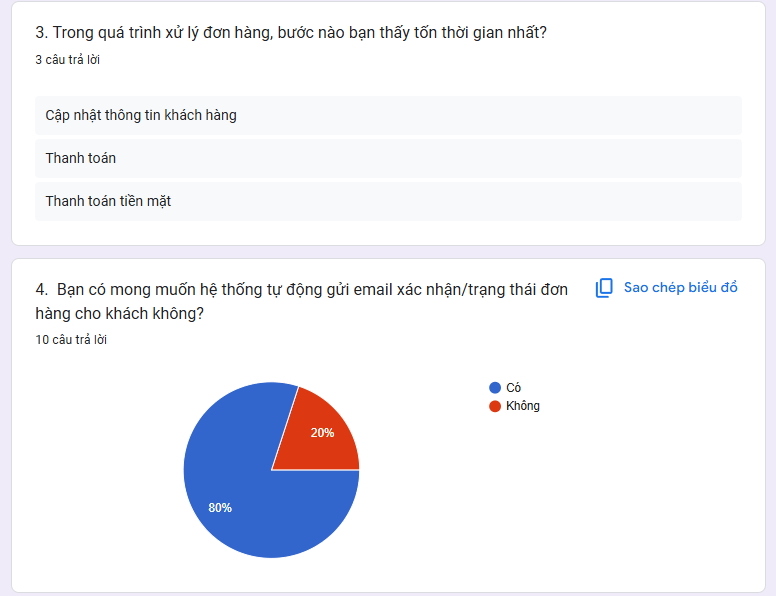 3. Trong quá trình xử lý đơn hàng, bước nào bạn thấy tốn thời gian nhất?
3 câu trả lời
Cập nhật thông tin khách hàng
Thanh toán
Thanh toán tiền mặt
4. Bạn có mong muốn hệ thống tự động gửi email xác nhận/trạng thái đơn
hàng cho khách không?
Sao chép biểu đồ
10 câu trả lời
Có
Không
20%
80%